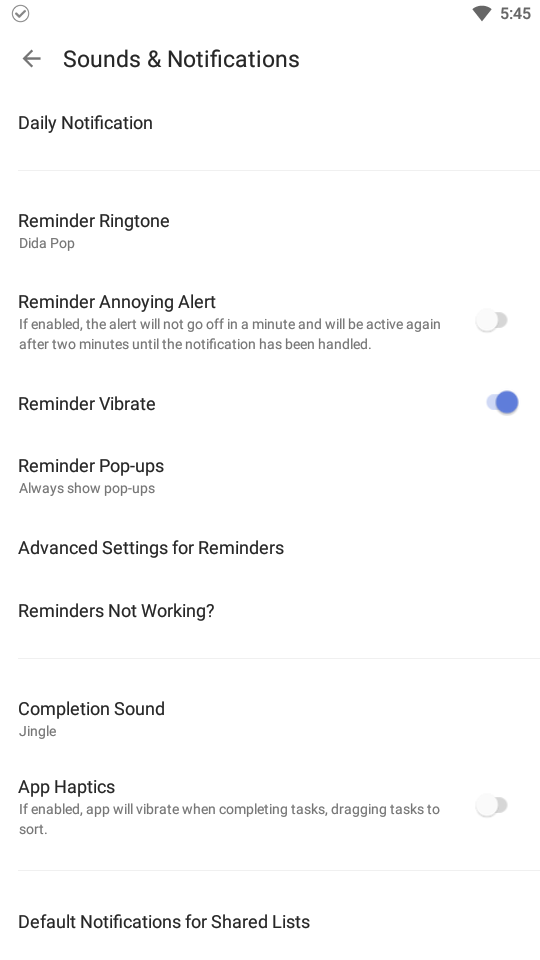 5:45
Sounds & Notifications
Daily Notification
Reminder Ringtone
Dida Pop
Reminder Annoying Alert
If enabled, the alert will not go off in a minute and will be active again
after two minutes until the notification has been handled.
Reminder Vibrate
Reminder Pop-ups
Always show pop-ups
Advanced Settings for Reminders
Reminders Not Working?
Completion Sound
Jingle
App Haptics
If enabled, app will vibrate when completing tasks, dragging tasks to
sort.
Default Notifications for Shared Lists